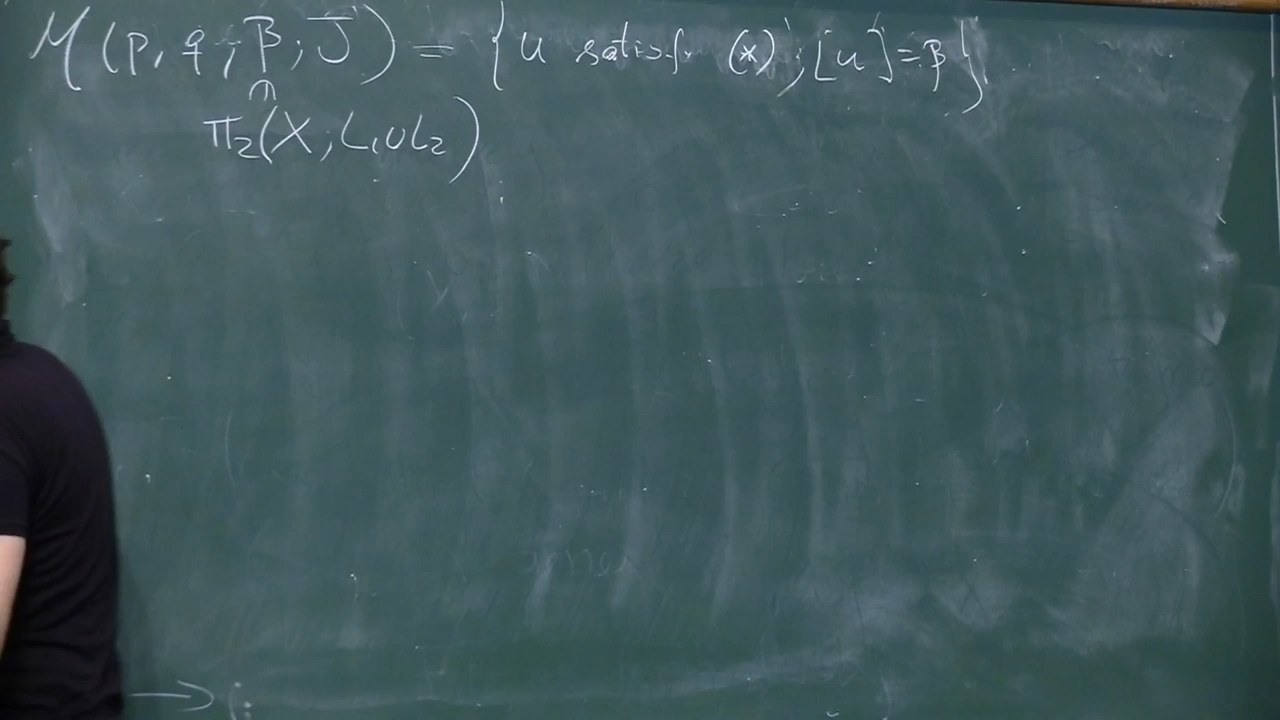 M(p, q; β; J) = { u satisfy (*); [u] = β }
∩
π₂(X; L₁∪L₂)
→